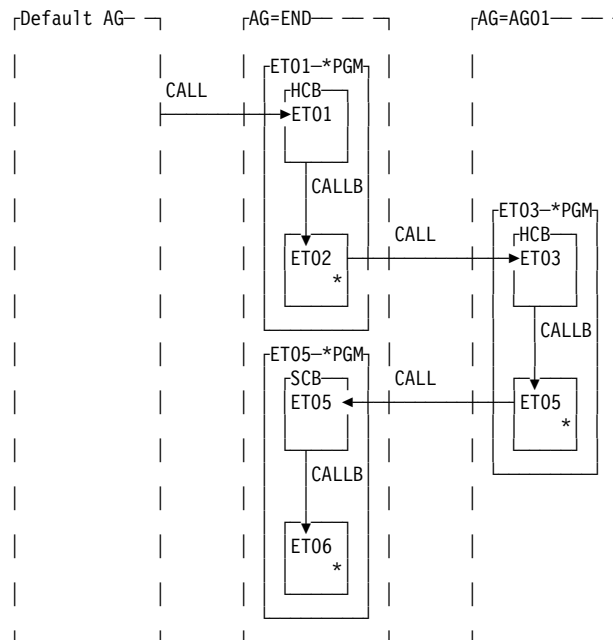 Default AG
AG=END
AG=AG01
ET01-*PGM
HCB
CALL
ET01
CALLB
ET03-*PGM
HCB
CALL
ET02
ET03
*
CALLB
ET05-*PGM
SCB
CALL
ET05
ET05
*
CALLB
ET06
*